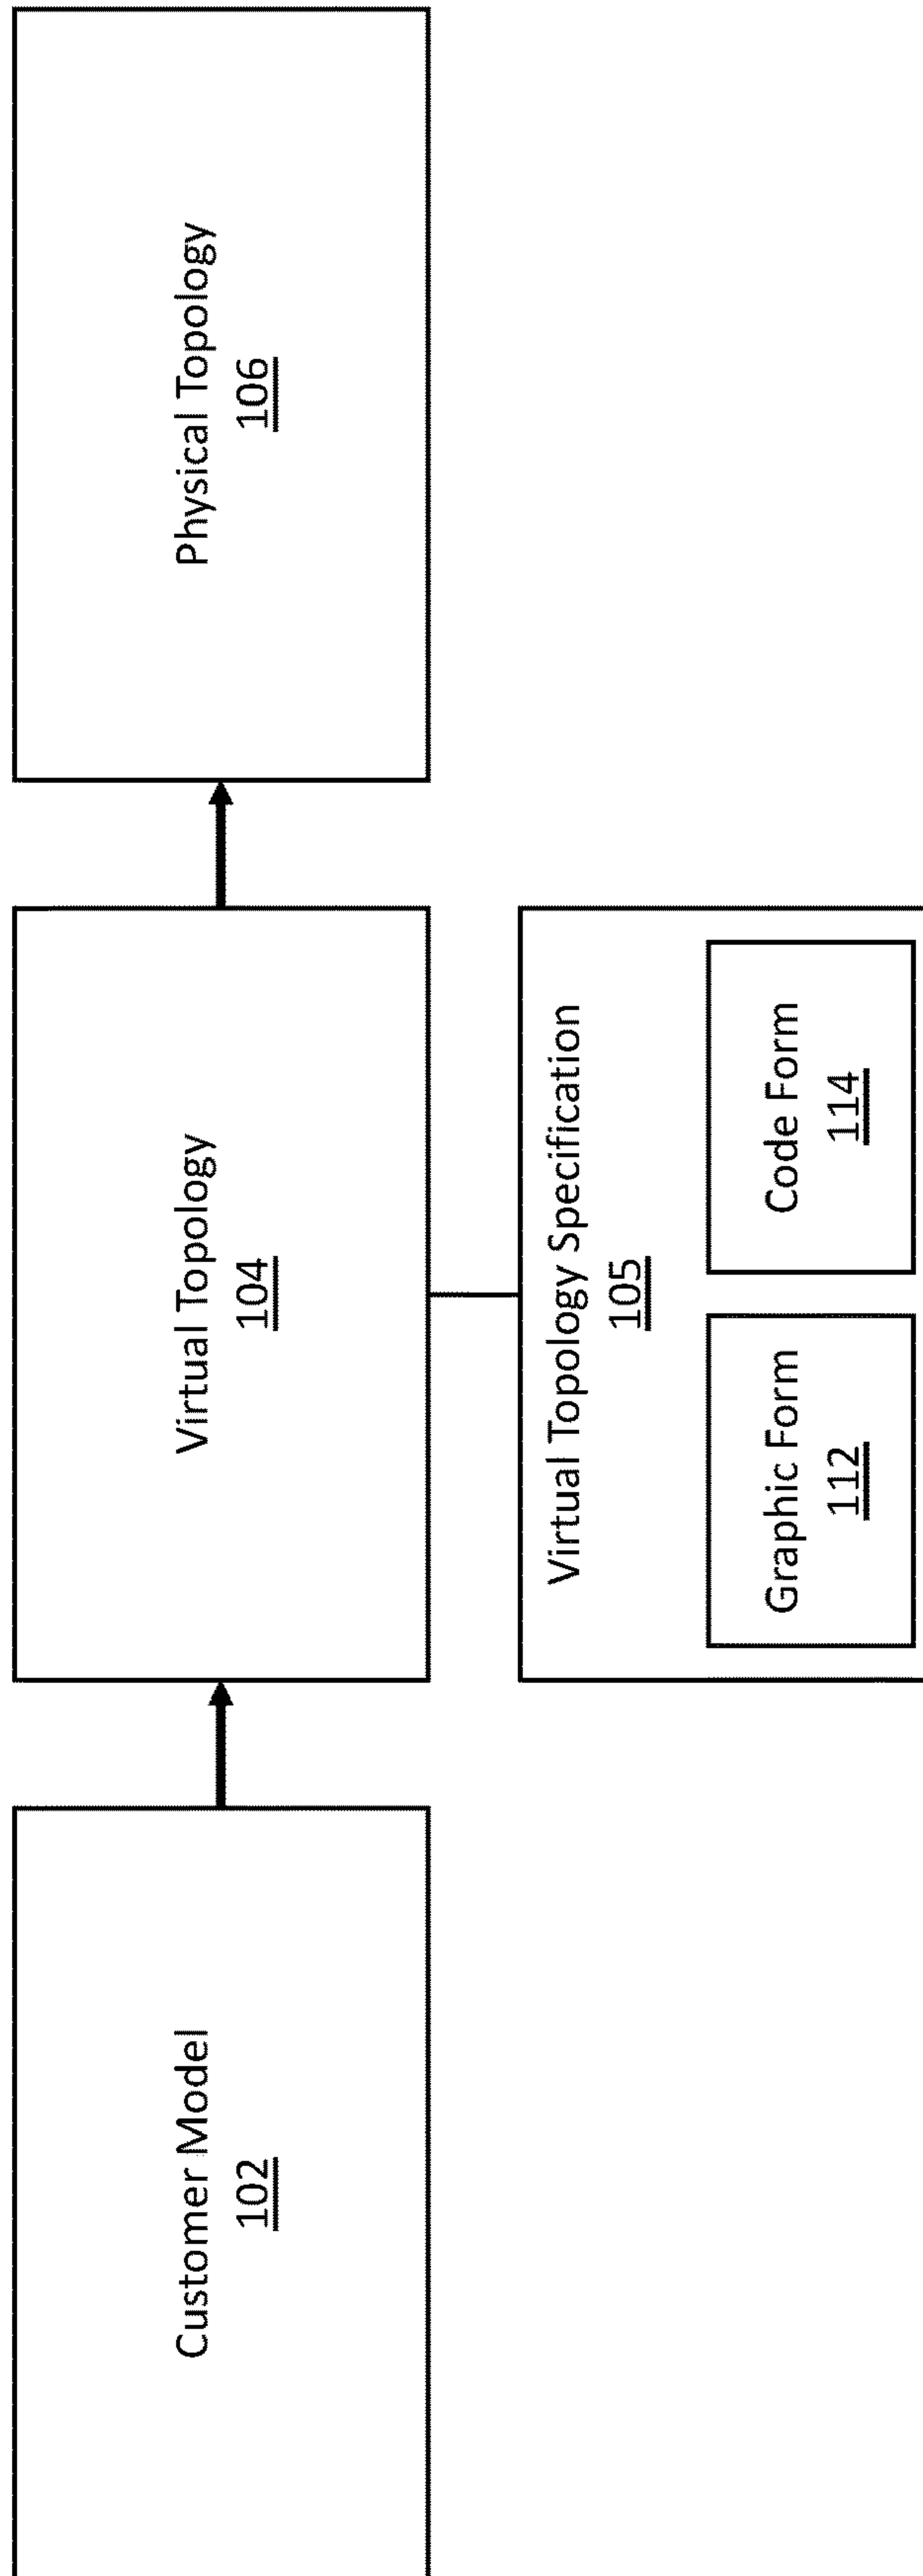 Customer Model
102
Virtual Topology
104
Physical Topology
106
Virtual Topology Specification
105
Graphic Form
112
Code Form
114